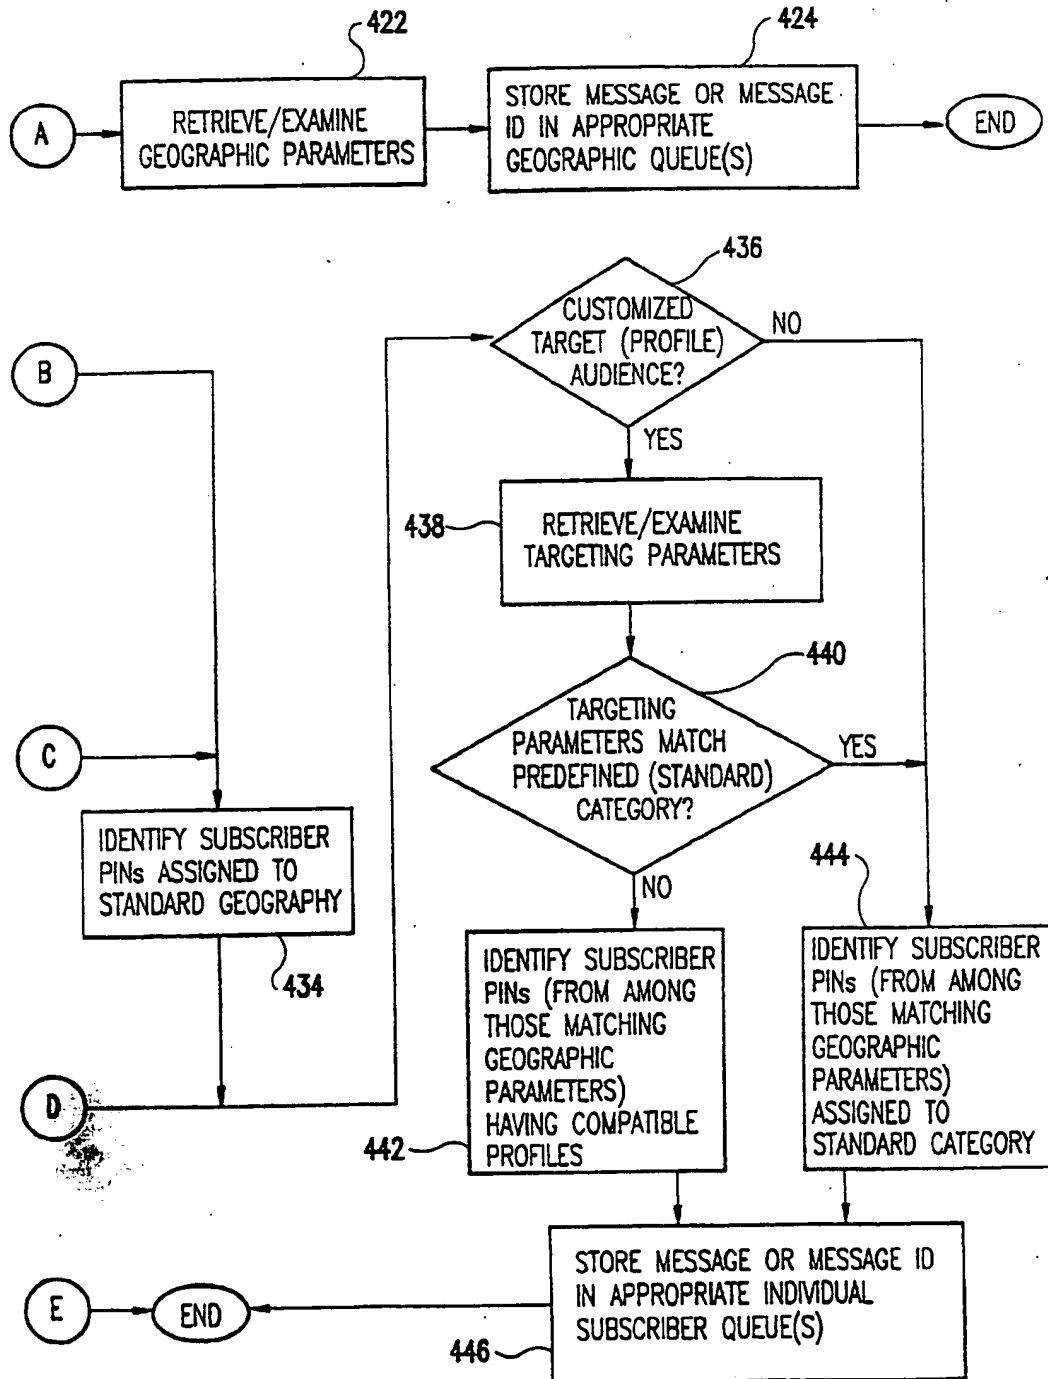 422
424
A
RETRIEVE/EXAMINE
GEOGRAPHIC PARAMETERS
STORE MESSAGE OR MESSAGE
ID IN APPROPRIATE
GEOGRAPHIC QUEUE(S)
END
436
CUSTOMIZED
TARGET (PROFILE)
AUDIENCE?
NO
B
YES
438
RETRIEVE/EXAMINE
TARGETING PARAMETERS
440
TARGETING
PARAMETERS MATCH
PREDEFINED (STANDARD)
CATEGORY?
YES
C
IDENTIFY SUBSCRIBER
PINs ASSIGNED TO
STANDARD GEOGRAPHY
434
NO
444
IDENTIFY SUBSCRIBER
PINs (FROM AMONG
THOSE MATCHING
GEOGRAPHIC
PARAMETERS)
HAVING COMPATIBLE
PROFILES
442
IDENTIFY SUBSCRIBER
PINs (FROM AMONG
THOSE MATCHING
GEOGRAPHIC
PARAMETERS)
ASSIGNED TO
STANDARD CATEGORY
D
STORE MESSAGE OR MESSAGE ID
IN APPROPRIATE INDIVIDUAL
SUBSCRIBER QUEUE(S)
446
E
END